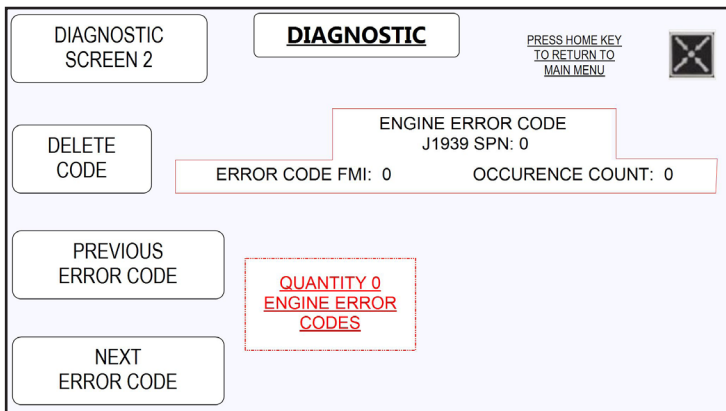 DIAGNOSTIC
SCREEN 2
DIAGNOSTIC
PRESS HOME KEY
TO RETURN TO
MAIN MENU
DELETE
CODE
ENGINE ERROR CODE
J1939 SPN: 0
ERROR CODE FMI: 0
OCCURENCE COUNT: 0
PREVIOUS
ERROR CODE
QUANTITY 0
ENGINE ERROR
CODES
NEXT
ERROR CODE